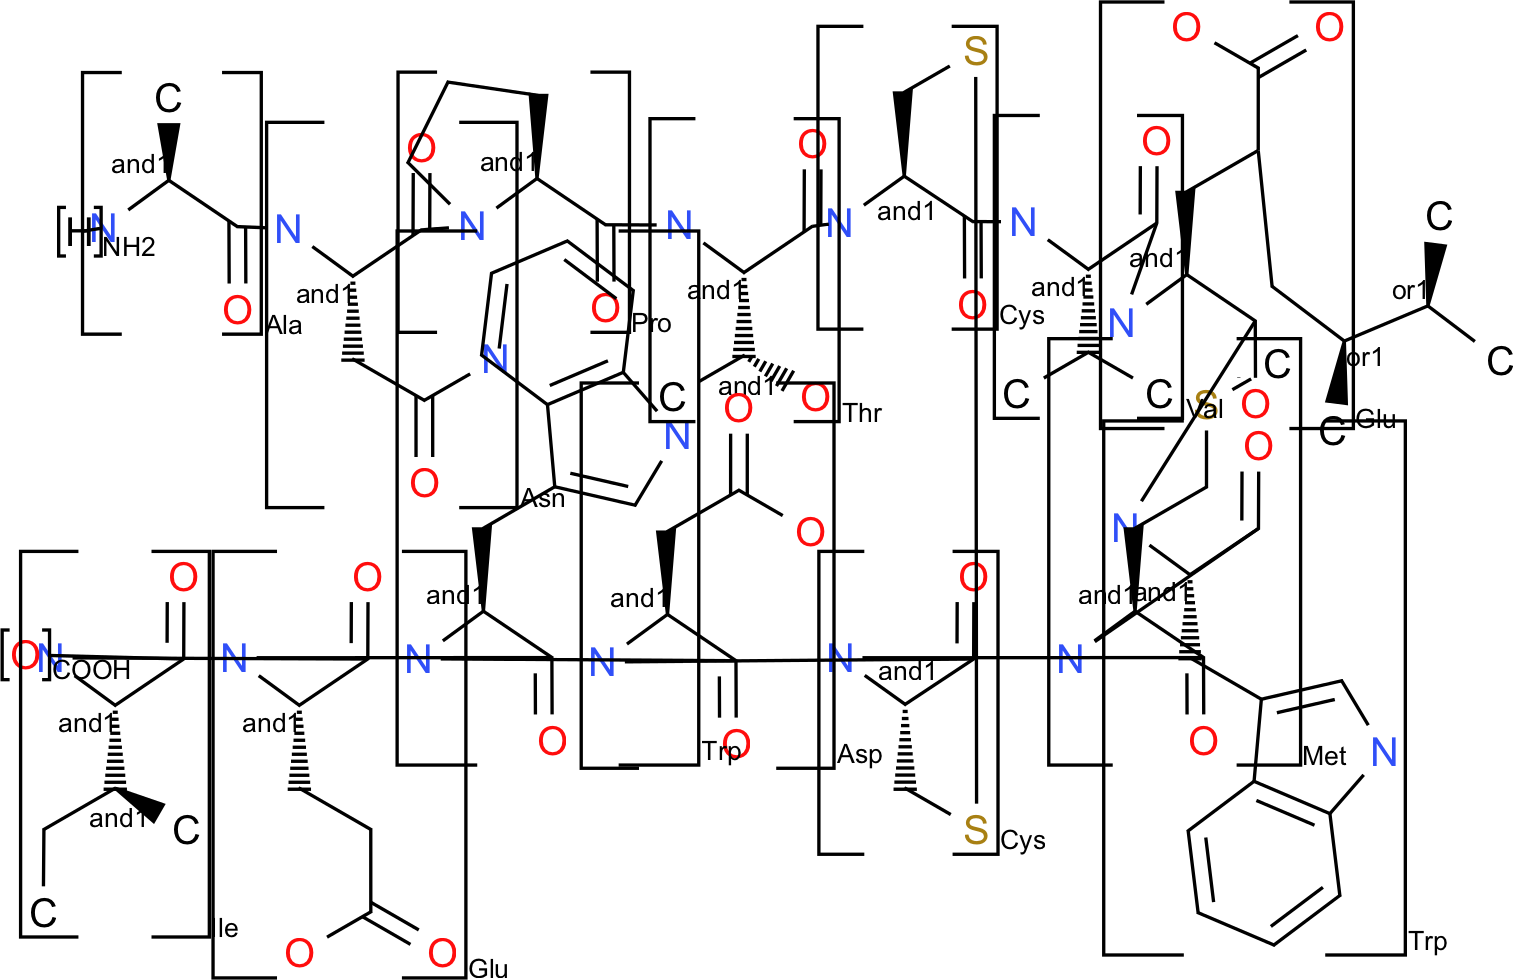 O O
S
C
and1 O and1 O O
and1 C
[H]N NH2 N N N N N
and1
and1 and1 and1 and1 or1
O Ala O Pro O Cys N
N C or1 C
and1 C C C Val S O Glu
C O Thr C
O O
N
O Asn
O N
O O O
and1 and1 and1 and1
[O]N COOH N N N N N
and1 and1 and1
O Trp O Asp O Met N
and1 C S Cys
C Ile
O O Glu Trp